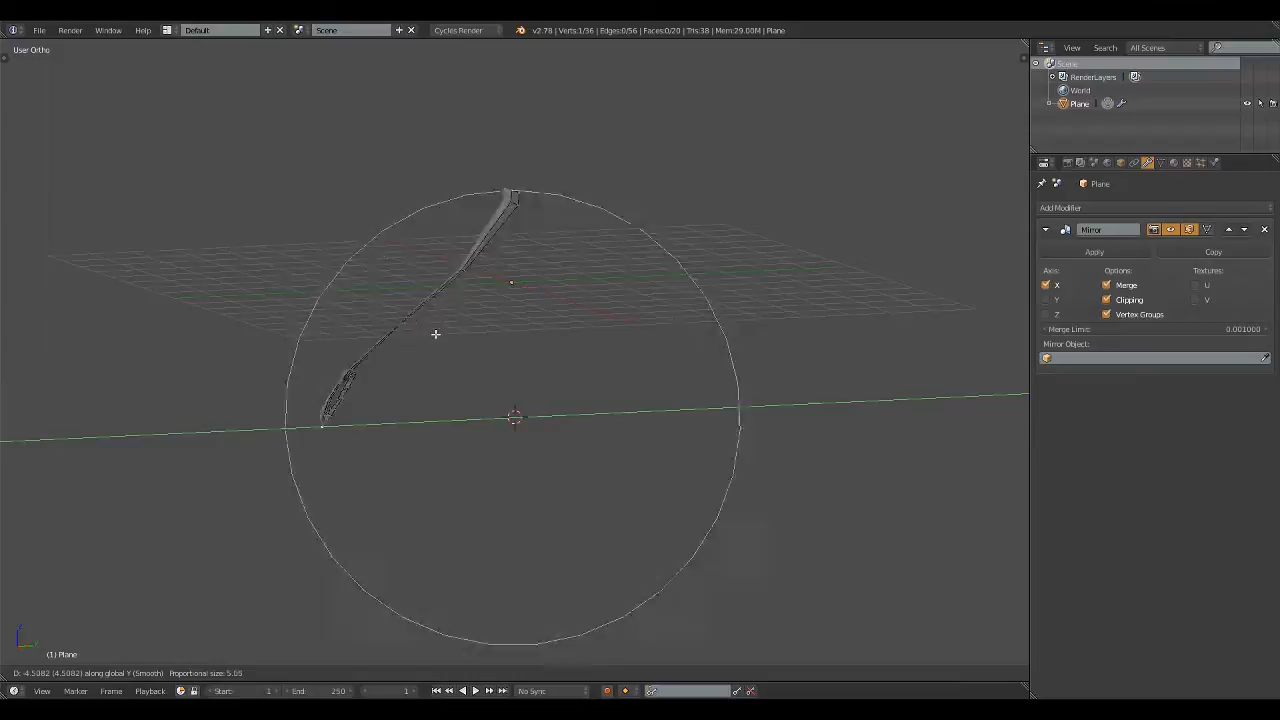 File Render Window Help Default Scene Cycles Render v2.78 | Verts:1/36 | Edges:0/56 | Faces:0/20 | Tris:38 | Mem:29.00M | Plane
User Ortho
View Search All Scenes
Scene
RenderLayers
World
Plane
Plane
Add Modifier
Mirror
Apply Copy
Axis: Options: Textures:
X Merge U
Y Clipping V
Z Vertex Groups
Merge Limit: 0.001000
Mirror Object:
(1) Plane
D: -4.5082 (4.5082) along global Y (Smooth) Proportional size: 5.05
View Marker Frame Playback Start: 1 End: 250 1 No Sync